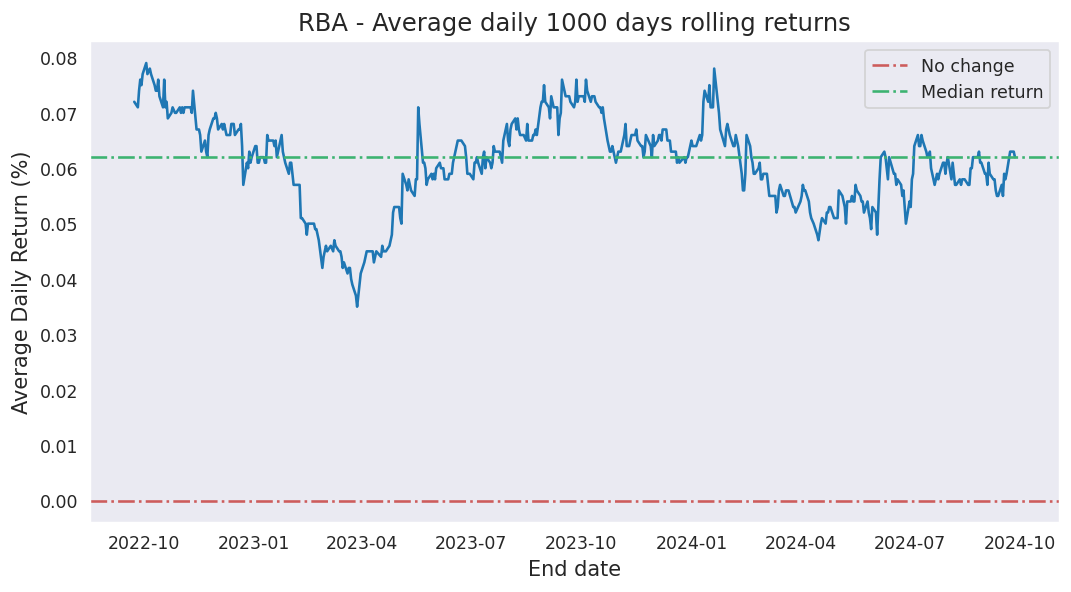 RBA - Average daily 1000 days rolling returns
No change
Median return
Average Daily Return (%)
0.08
0.07
0.06
0.05
0.04
0.03
0.02
0.01
0.00
2022-10 2023-01 2023-04 2023-07 2023-10 2024-01 2024-04 2024-07 2024-10
End date